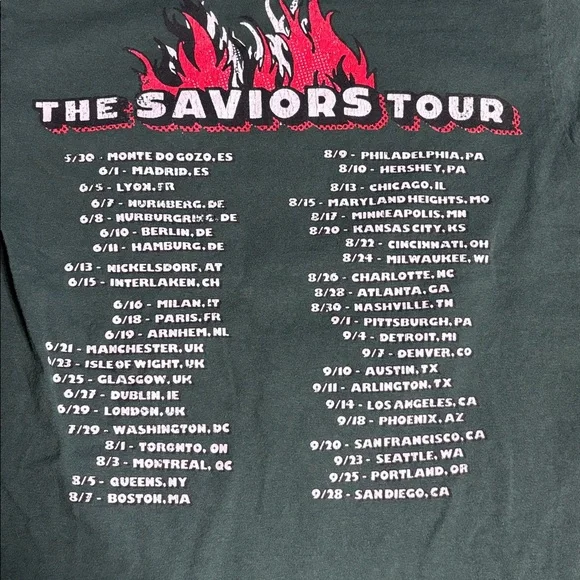 THE SAVIORS TOUR
5/30 - MONTE DO GOZO, ES
6/1 - MADRID, ES
6/5 - LYON, FR
6/7 - NURNBERG, DE
6/8 - NURBURGRING, DE
6/10 - BERLIN, DE
6/11 - HAMBURG, DE
6/13 - NICKELSDORF, AT
6/15 - INTERLAKEN, CH
6/16 - MILAN, IT
6/18 - PARIS, FR
6/19 - ARNHEM, NL
6/21 - MANCHESTER, UK
6/23 - ISLE OF WIGHT, UK
6/25 - GLASGOW, UK
6/27 - DUBLIN, IE
6/29 - LONDON, UK
7/29 - WASHINGTON, DC
8/1 - TORONTO, ON
8/3 - MONTREAL, QC
8/5 - QUEENS, NY
8/7 - BOSTON, MA
8/9 - PHILADELPHIA, PA
8/10 - HERSHEY, PA
8/13 - CHICAGO, IL
8/15 - MARYLAND HEIGHTS, MO
8/17 - MINNEAPOLIS, MN
8/20 - KANSAS CITY, KS
8/22 - CINCINNATI, OH
8/24 - MILWAUKEE, WI
8/26 - CHARLOTTE, NC
8/28 - ATLANTA, GA
8/30 - NASHVILLE, TN
9/1 - PITTSBURGH, PA
9/4 - DETROIT, MI
9/7 - DENVER, CO
9/10 - AUSTIN, TX
9/11 - ARLINGTON, TX
9/14 - LOS ANGELES, CA
9/18 - PHOENIX, AZ
9/20 - SAN FRANCISCO, CA
9/23 - SEATTLE, WA
9/25 - PORTLAND, OR
9/28 - SAN DIEGO, CA